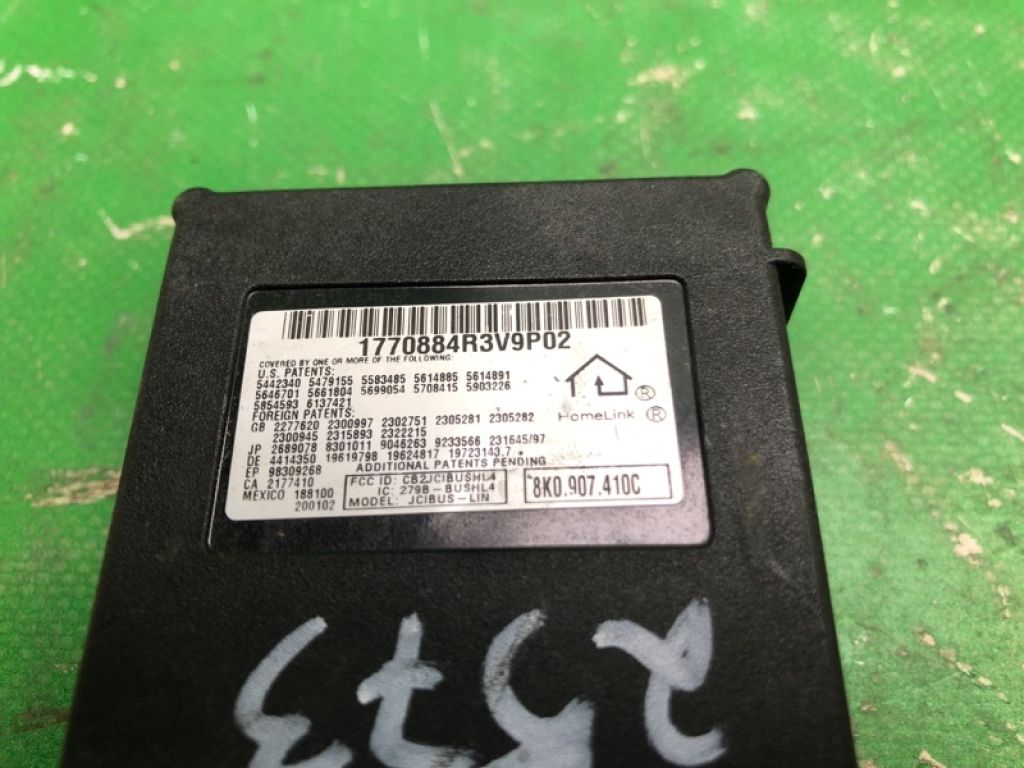 1770884R3V9P02
COVERED BY ONE OR MORE OF THE FOLLOWING:
U.S. PATENTS:
5442340 5479155 5583485 5614885 5614891
5646701 5661804 5699054 5708415 5903226
5854593 6137421
FOREIGN PATENTS:
GB 2277620 2300997 2302751 2305281 2305282
2300945 2315893 2322215
JP 2689078 8301011 9046263 9233566 231645/97
DE 4414350 19619798 19624817 19723143.7
EP 98309268
CA 2177410
MEXICO 188100
200102
ADDITIONAL PATENTS PENDING
FCC ID: CB2JCIBUSHL4
IC: 279B-BUSHL4
MODEL: JCIBUS-LIN
8K0.907.410C
HomeLink ®
®